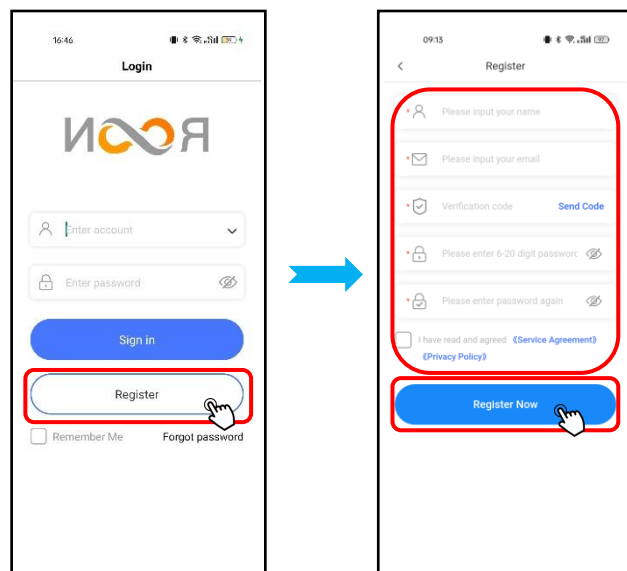 16:46
Login
ИOOЯ
Enter account
Enter password
Sign in
Register
Remember Me Forgot password
09:13
Register
* Please input your name
* Please input your email
* Verification code Send Code
* Please enter 6-20 digit password
* Please enter password again
I have read and agreed 《Service Agreement》
《Privacy Policy》
Register Now